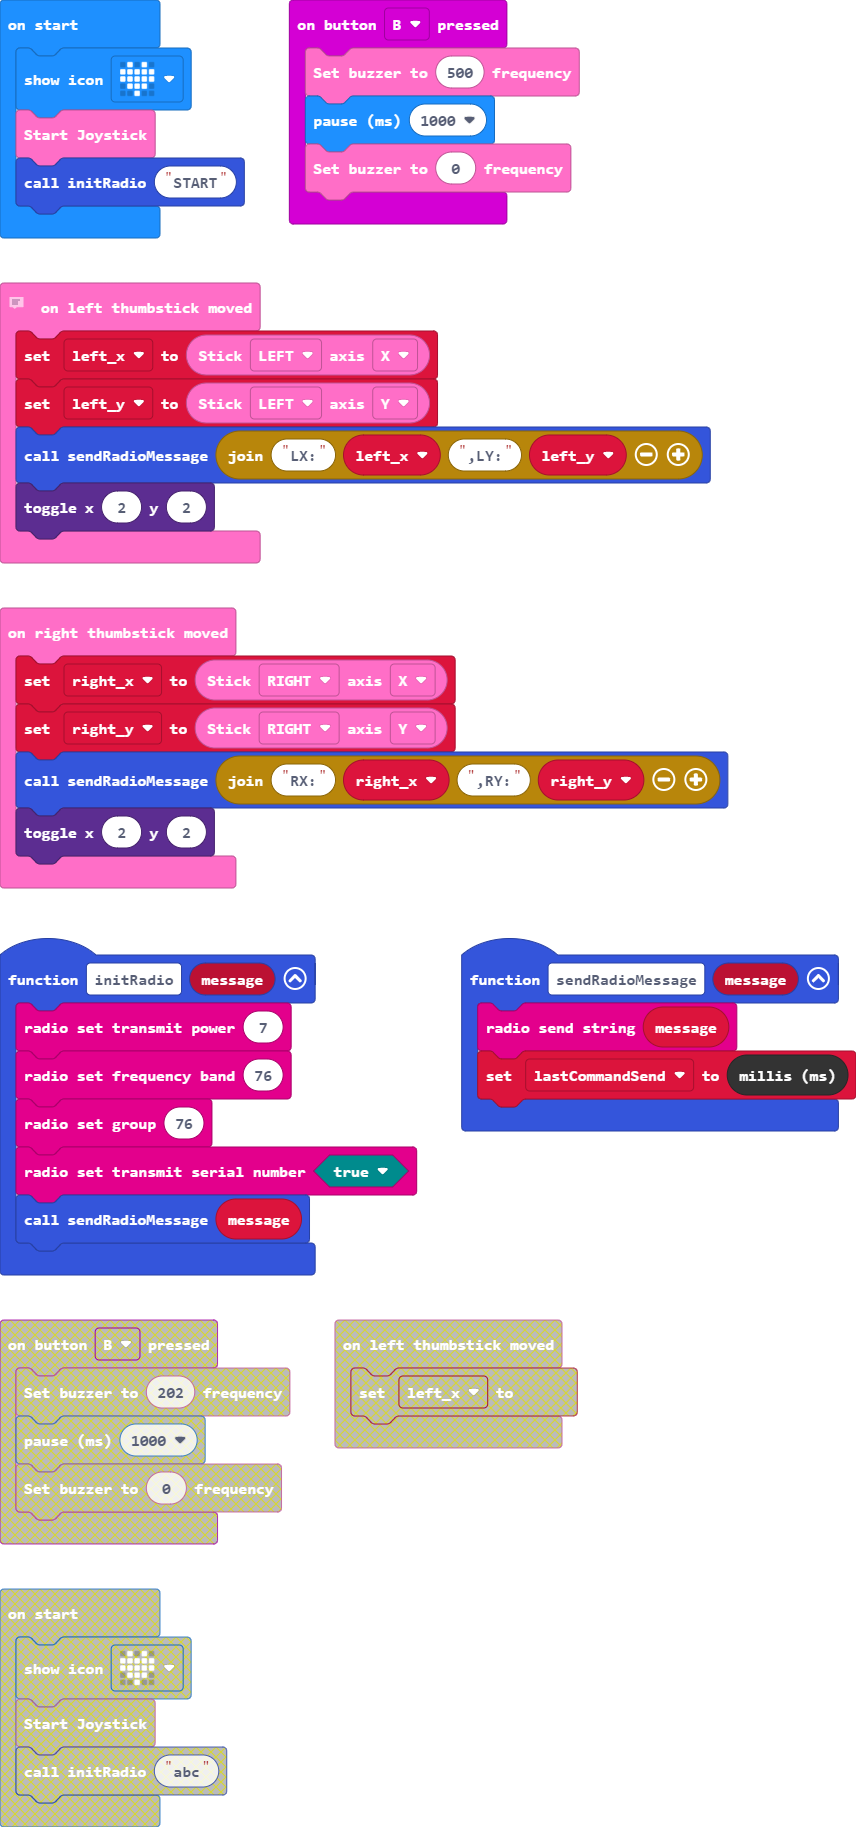 on start
show icon
Start Joystick
call initRadio "START"
on button B pressed
Set buzzer to 500 frequency
pause (ms) 1000
Set buzzer to 0 frequency
on left thumbstick moved
set left_x to Stick LEFT axis X
set left_y to Stick LEFT axis Y
call sendRadioMessage join "LX:" left_x ",LY:" left_y
toggle x 2 y 2
on right thumbstick moved
set right_x to Stick RIGHT axis X
set right_y to Stick RIGHT axis Y
call sendRadioMessage join "RX:" right_x ",RY:" right_y
toggle x 2 y 2
function initRadio message
radio set transmit power 7
radio set frequency band 76
radio set group 76
radio set transmit serial number true
call sendRadioMessage message
function sendRadioMessage message
radio send string message
set lastCommandSend to millis (ms)
on button B pressed
Set buzzer to 202 frequency
pause (ms) 1000
Set buzzer to 0 frequency
on left thumbstick moved
set left_x to
on start
show icon
Start Joystick
call initRadio "abc"